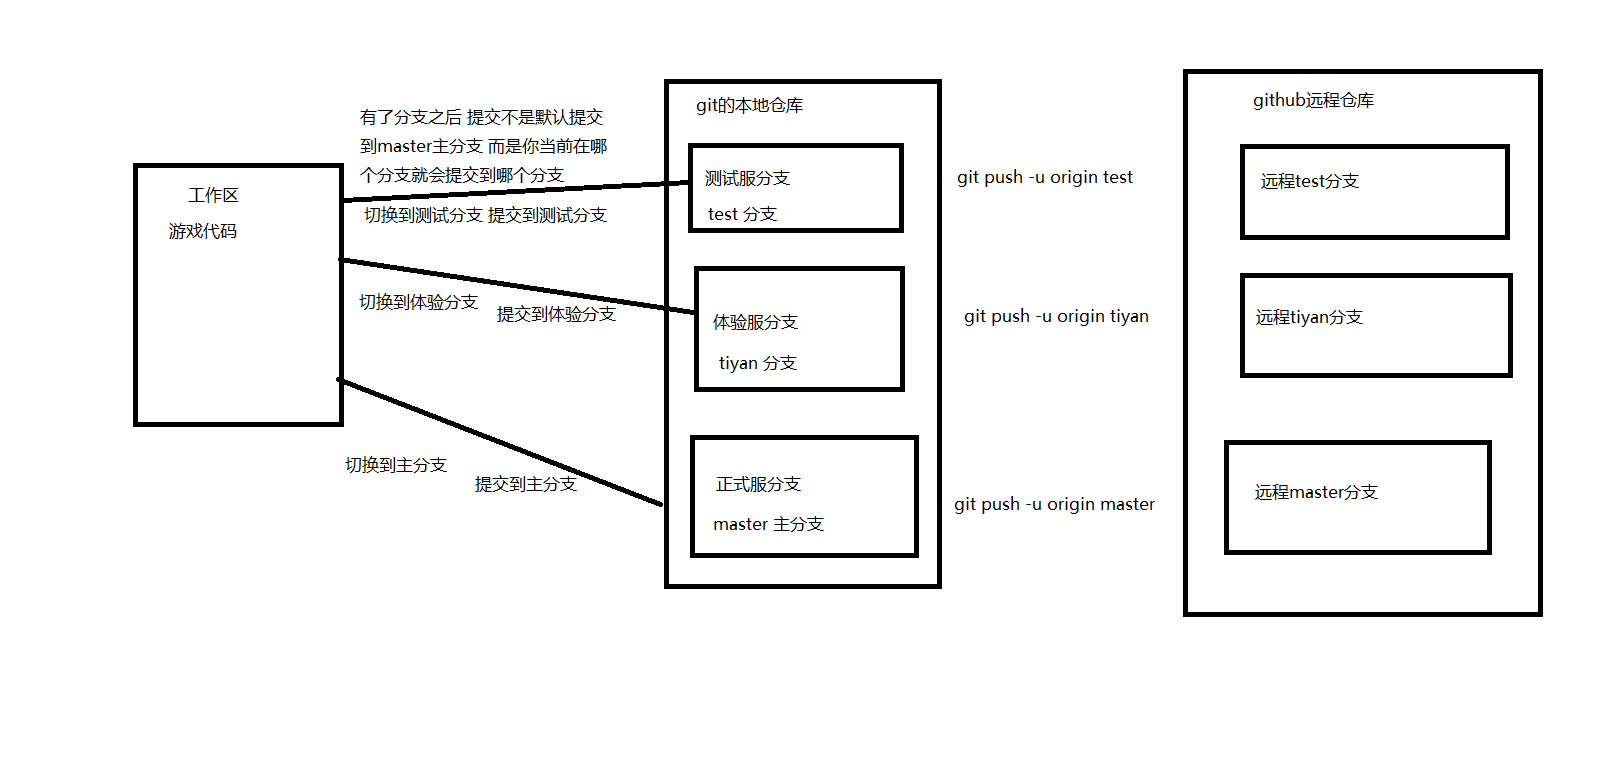 工作区
游戏代码
有了分支之后 提交不是默认提交
到master主分支 而是你当前在哪
个分支就会提交到哪个分支
切换到测试分支 提交到测试分支
切换到体验分支
提交到体验分支
切换到主分支
提交到主分支
git的本地仓库
测试服分支
test 分支
体验服分支
tiyan 分支
正式服分支
master 主分支
git push -u origin test
git push -u origin tiyan
git push -u origin master
github远程仓库
远程test分支
远程tiyan分支
远程master分支